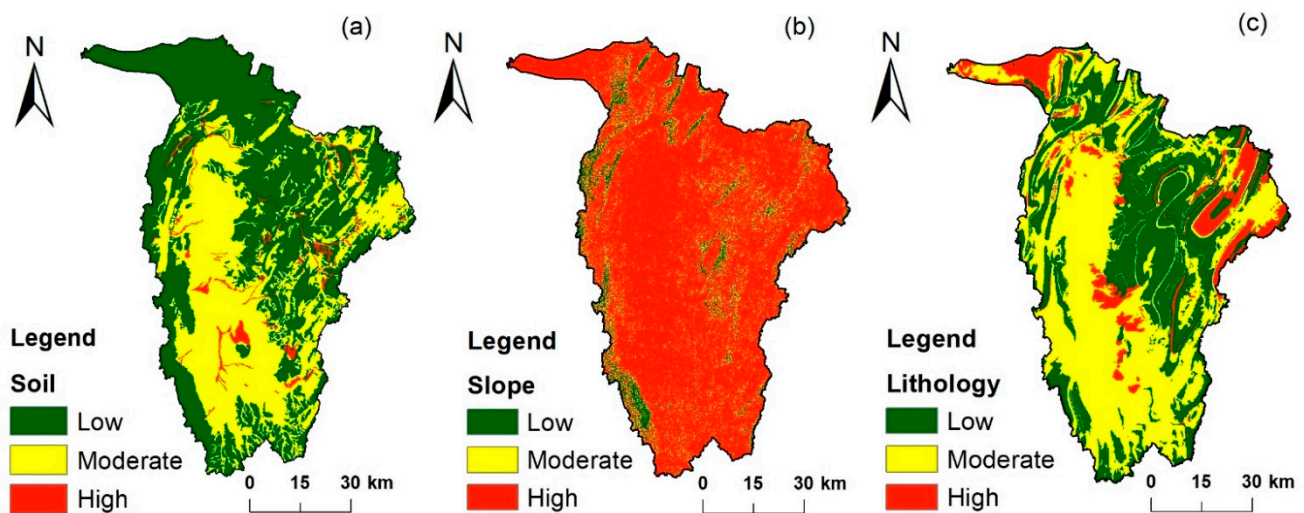 (a)
N
Legend
Soil
Low
Moderate
High
0 15 30 km
(b)
N
Legend
Slope
Low
Moderate
High
0 15 30 km
(c)
N
Legend
Lithology
Low
Moderate
High
0 15 30 km